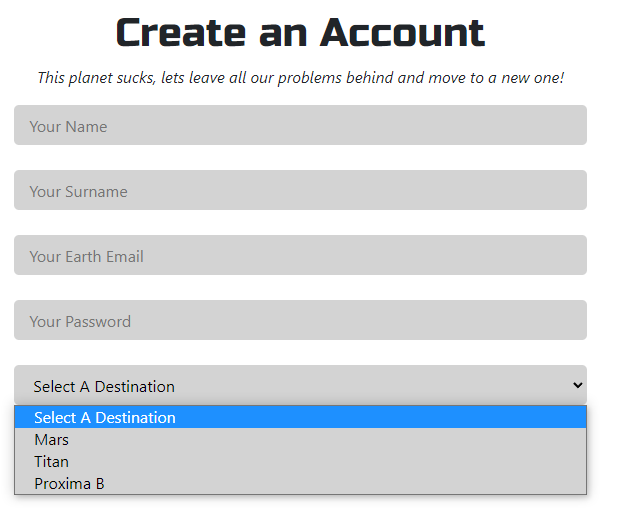 Create an Account
This planet sucks, lets leave all our problems behind and move to a new one!
Your Name
Your Surname
Your Earth Email
Your Password
Select A Destination
Select A Destination
Mars
Titan
Proxima B